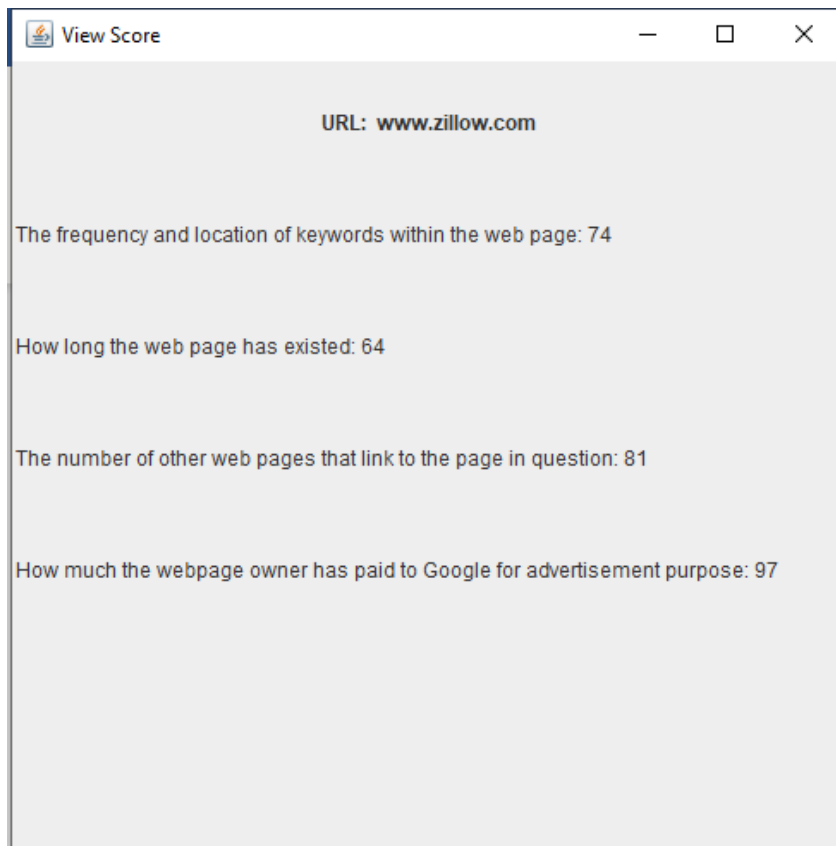 View Score
URL: www.zillow.com
The frequency and location of keywords within the web page: 74
How long the web page has existed: 64
The number of other web pages that link to the page in question: 81
How much the webpage owner has paid to Google for advertisement purpose: 97